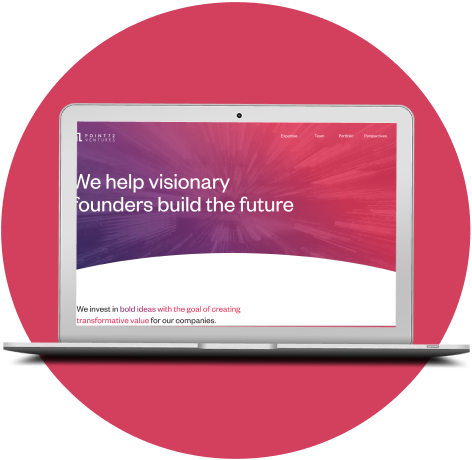 POINT72
VENTURES
Expertise
Team
Portfolio
Perspectives
We help visionary
founders build the future
We invest in bold ideas with the goal of creating
transformative value for our companies.